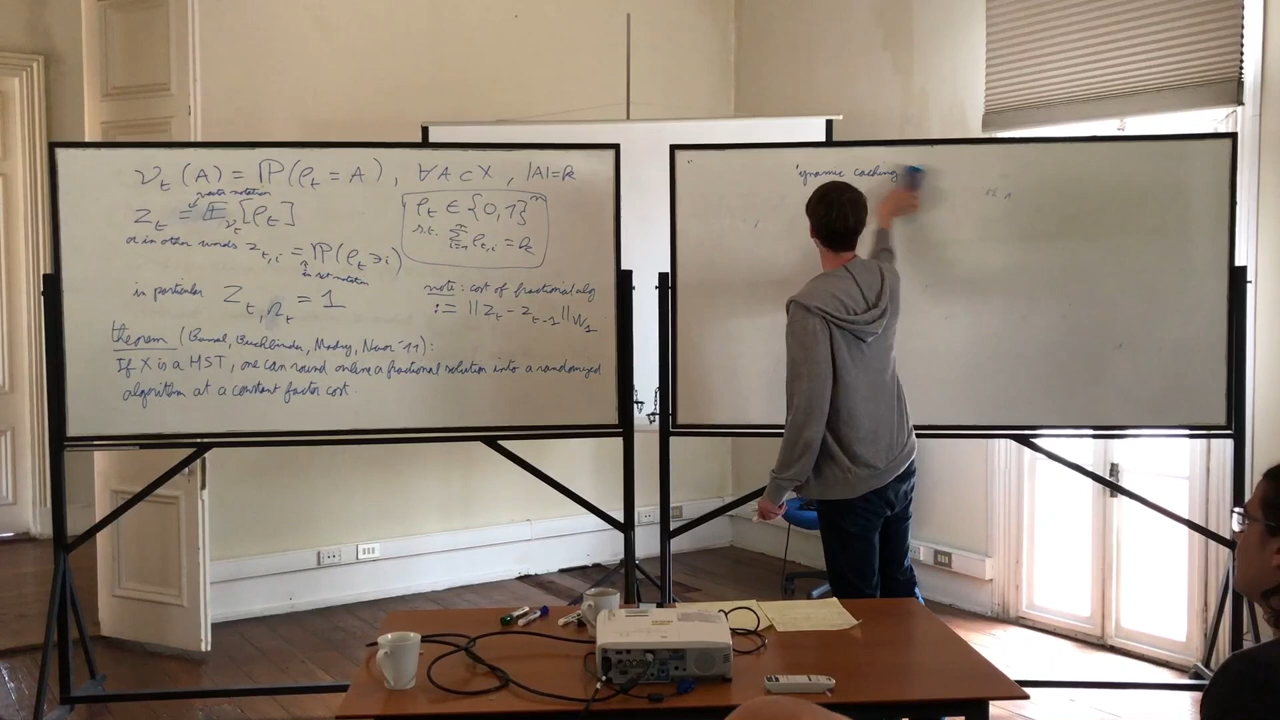 ν_t (A) = ℙ(ρ_t = A), ∀A⊂X, |A|=k
vector notation
z_t = 𝔼_{ν_t}[ρ_t]
ρ_t ∈ {0,1}^n
s.t. ∑_{i=1}^n ρ_{t,i} = k
or in other words z_{t,i} = ℙ(ρ_t ∋ i)
in set notation
in particular z_{t,r_t} = 1
note: cost of fractional alg
:= ||z_t - z_{t-1}||_{W_1}
theorem (Bansal, Buchbinder, Madry, Naor '11):
If X is a HST, one can round online a fractional solution into a randomized
algorithm at a constant factor cost.
ynamic caching